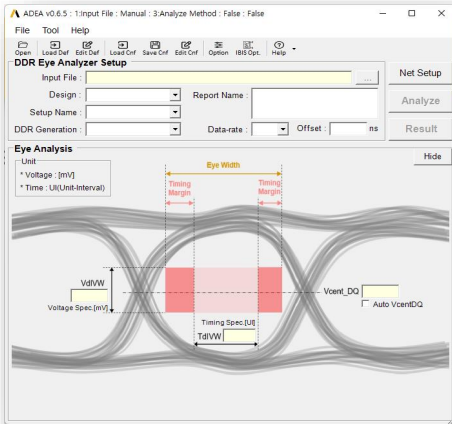 ADEA v0.6.5 : 1:Input File : Manual : 3:Analyze Method : False : False
File Tool Help
Open Load Def Edit Def Load Cnf Save Cnf Edit Cnf Option IBIS Opt. Help
DDR Eye Analyzer Setup
Input File :
...
Net Setup
Design :
Report Name :
Analyze
Setup Name :
DDR Generation :
Data-rate :
Offset :
ns
Result
Eye Analysis
Hide
Unit
* Voltage : [mV]
* Time : UI(Unit-Interval)
Eye Width
Timing
Margin
Timing
Margin
VdIVW
Voltage Spec.[mV]
Vcent_DQ
Auto VcentDQ
Timing Spec.[UI]
TdIVW